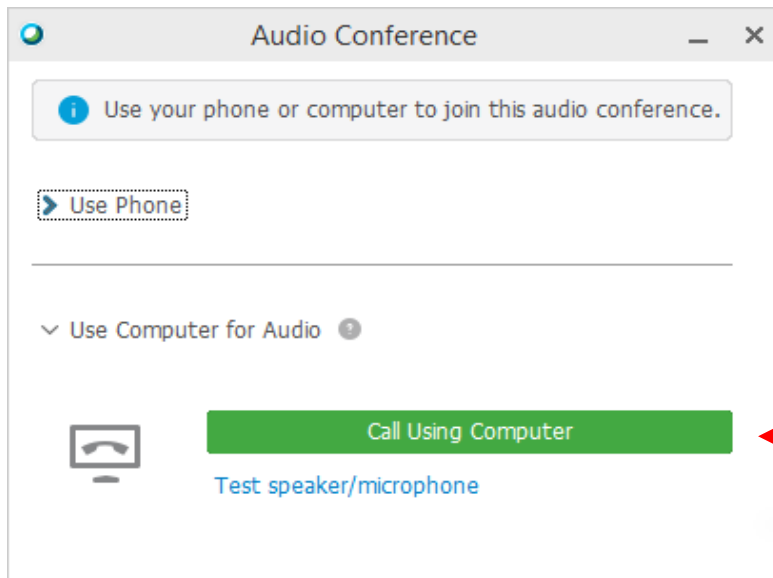 Audio Conference
Use your phone or computer to join this audio conference.
Use Phone
Use Computer for Audio
Call Using Computer
Test speaker/microphone